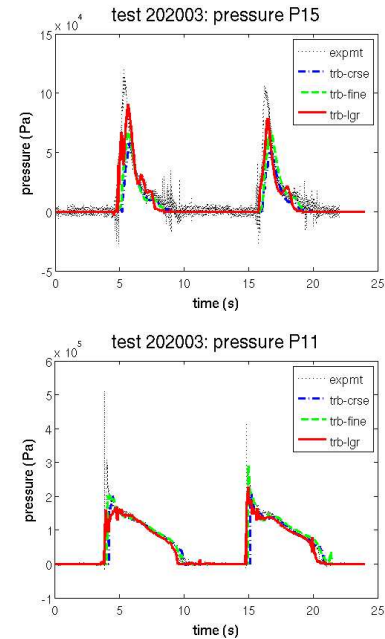 test 202003: pressure P15
x 10^4
15
10
5
0
-5
pressure (Pa)
expmt
trb-crse
trb-fine
trb-lgr
0 5 10 15 20 25
time (s)
test 202003: pressure P11
x 10^5
6
5
4
3
2
1
0
-1
pressure (Pa)
expmt
trb-crse
trb-fine
trb-lgr
0 5 10 15 20 25
time (s)